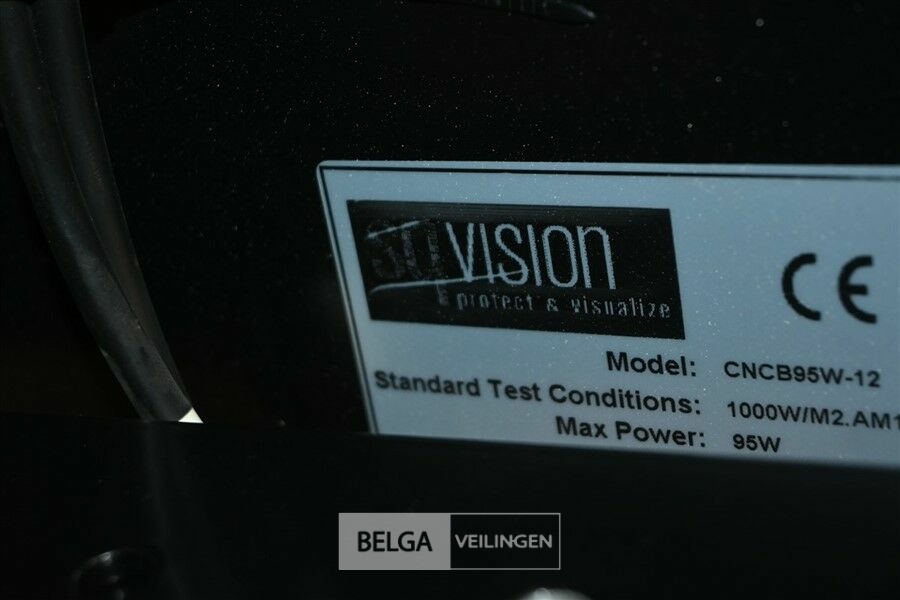 VISION
protect & visualize
CE
Model: CNCB95W-12
Standard Test Conditions: 1000W/M2.AM1
Max Power: 95W
BELGA VEILINGEN